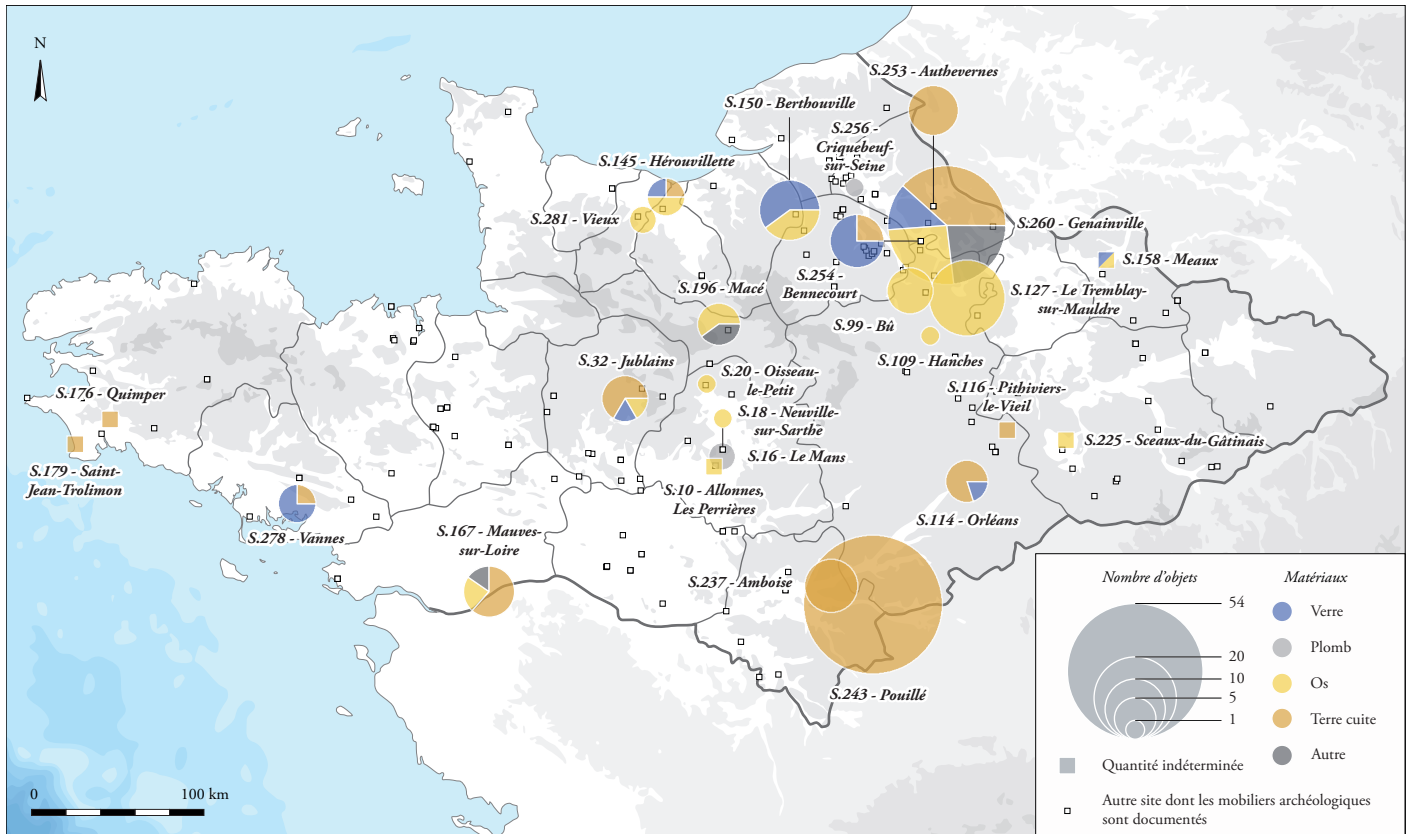 N
S.253 - Authevernes
S.150 - Berthouville
S.256 -
Criquebeuf-
sur-Seine
S.145 - Hérouvillette
S.281 - Vieux
S.260 - Genainville
S.158 - Meaux
S.254 -
Bennecourt
S.196 - Macé
S.127 - Le Tremblay-
sur-Mauldre
S.99 - Bû
S.109 - Hanches
S.32 - Jublains
S.20 - Oisseau-
le-Petit
S.116 - Pithiviers-
le-Vieil
S.176 - Quimper
S.18 - Neuville-
sur-Sarthe
S.225 - Sceaux-du-Gâtinais
S.16 - Le Mans
S.179 - Saint-
Jean-Trolimon
S.10 - Allonnes,
Les Perrières
S.114 - Orléans
S.278 - Vannes
S.167 - Mauves-
sur-Loire
S.237 - Amboise
S.243 - Pouillé
0 100 km
Nombre d'objets
54
20
10
5
1
Quantité indéterminée
Autre site dont les mobiliers archéologiques
sont documentés
Matériaux
Verre
Plomb
Os
Terre cuite
Autre